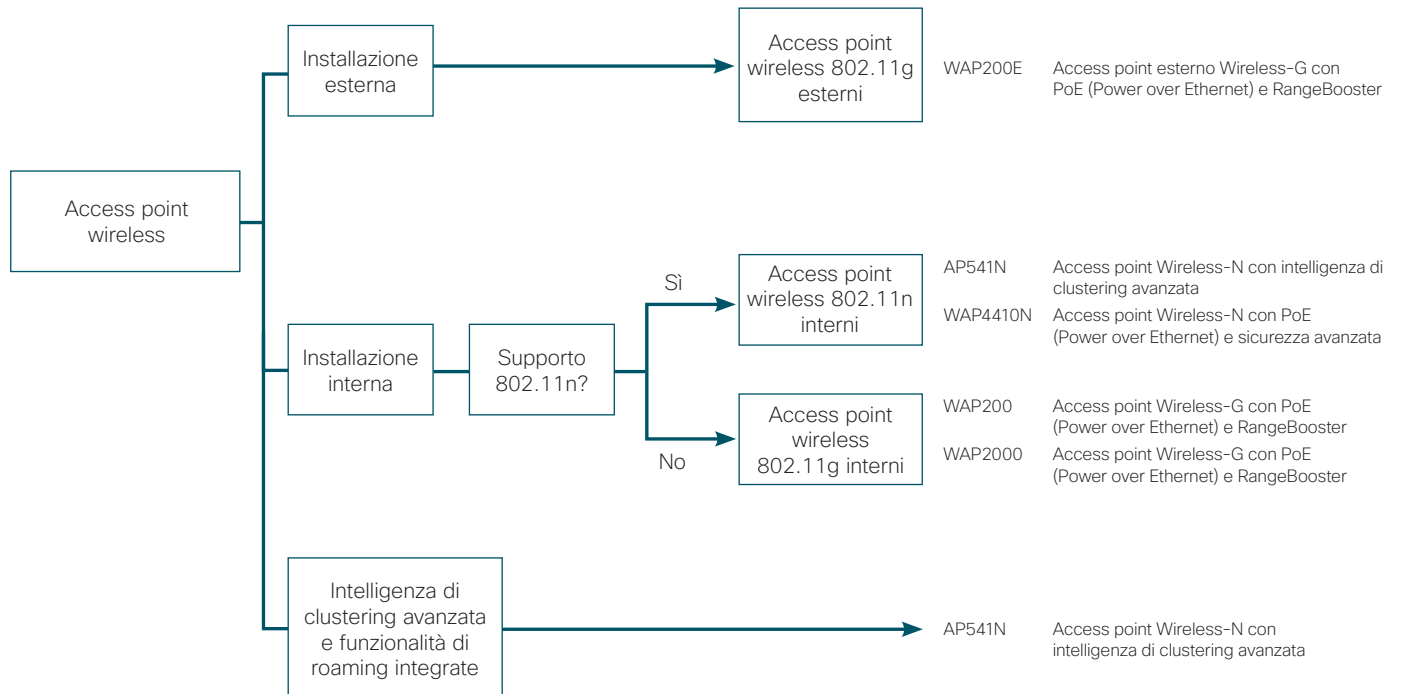 Installazione
esterna
Access point
wireless 802.11g
esterni
WAP200E
Access point esterno Wireless-G con
PoE (Power over Ethernet) e RangeBooster
Access point
wireless
Installazione
interna
Supporto
802.11n?
Sì
Access point
wireless 802.11n
interni
AP541N
Access point Wireless-N con intelligenza di
clustering avanzata
WAP4410N
Access point Wireless-N con PoE
(Power over Ethernet) e sicurezza avanzata
No
Access point
wireless
802.11g interni
WAP200
Access point Wireless-G con PoE
(Power over Ethernet) e RangeBooster
WAP2000
Access point Wireless-G con PoE
(Power over Ethernet) e RangeBooster
Intelligenza di
clustering avanzata
e funzionalità di
roaming integrate
AP541N
Access point Wireless-N con
intelligenza di clustering avanzata